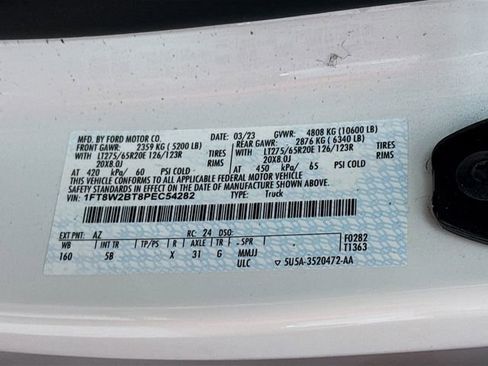 MFD. BY FORD MOTOR CO. 03/23 GVWR: 4808 KG (10600 LB)
FRONT GAWR: 2359 KG ( 5200 LB) REAR GAWR: 2876 KG ( 6340 LB)
WITH LT275/65R20E 126/123R TIRES WITH LT275/65R20E 126/123R TIRES
20X8.0J RIMS 20X8.0J RIMS
AT 420 kPa/ 60 PSI COLD AT 450 kPa/ 65 PSI COLD
THIS VEHICLE CONFORMS TO ALL APPLICABLE FEDERAL MOTOR VEHICLE
SAFETY STANDARDS IN EFFECT ON THE DATE OF MANUFACTURE SHOWN ABOVE.
VIN: 1FT8W2BT8PEC54282 TYPE: Truck
EXT PNT: AZ RC: 24 DSO: F0282
WB INT TR TP/PS R AXLE TR SPR MMJJ T1363
160 58 X 31 G ULC 5U5A-3520472-AA